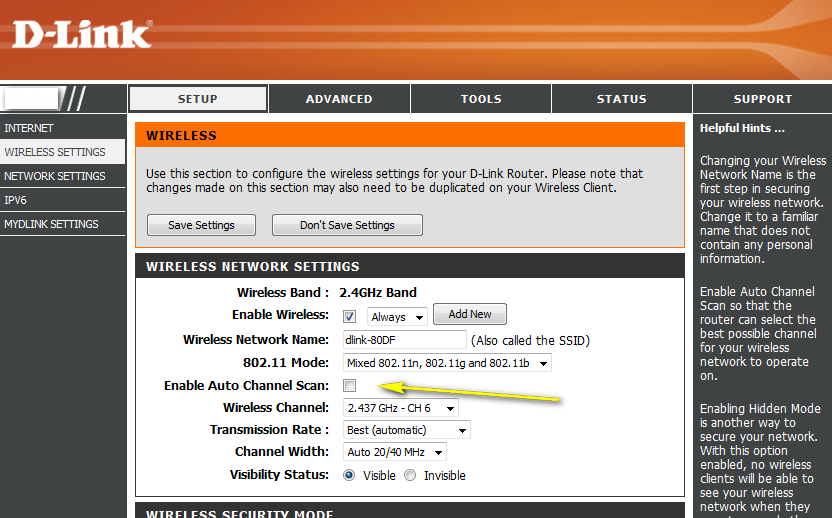 D-Link®
SETUP
ADVANCED
TOOLS
STATUS
SUPPORT
INTERNET
WIRELESS SETTINGS
NETWORK SETTINGS
IPV6
MYDLINK SETTINGS
WIRELESS
Use this section to configure the wireless settings for your D-Link Router. Please note that
changes made on this section may also need to be duplicated on your Wireless Client.
Save Settings
Don't Save Settings
WIRELESS NETWORK SETTINGS
Wireless Band : 2.4GHz Band
Enable Wireless: Always Add New
Wireless Network Name: dlink-80DF (Also called the SSID)
802.11 Mode: Mixed 802.11n, 802.11g and 802.11b
Enable Auto Channel Scan:
Wireless Channel: 2.437 GHz - CH 6
Transmission Rate : Best (automatic)
Channel Width: Auto 20/40 MHz
Visibility Status: Visible Invisible
WIRELESS SECURITY MODE
Helpful Hints ...
Changing your Wireless
Network Name is the
first step in securing
your wireless network.
Change it to a familiar
name that does not
contain any personal
information.
Enable Auto Channel
Scan so that the
router can select the
best possible channel
for your wireless
network to operate
on.
Enabling Hidden Mode
is another way to
secure your network.
With this option
enabled, no wireless
clients will be able to
see your wireless
network when they